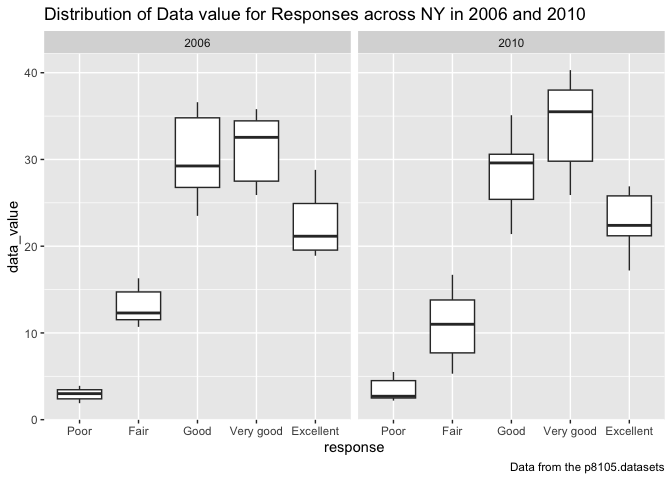 Distribution of Data value for Responses across NY in 2006 and 2010
2006
2010
data_value
40
30
20
10
0
Poor Fair Good Very good Excellent
Poor Fair Good Very good Excellent
response
Data from the p8105.datasets